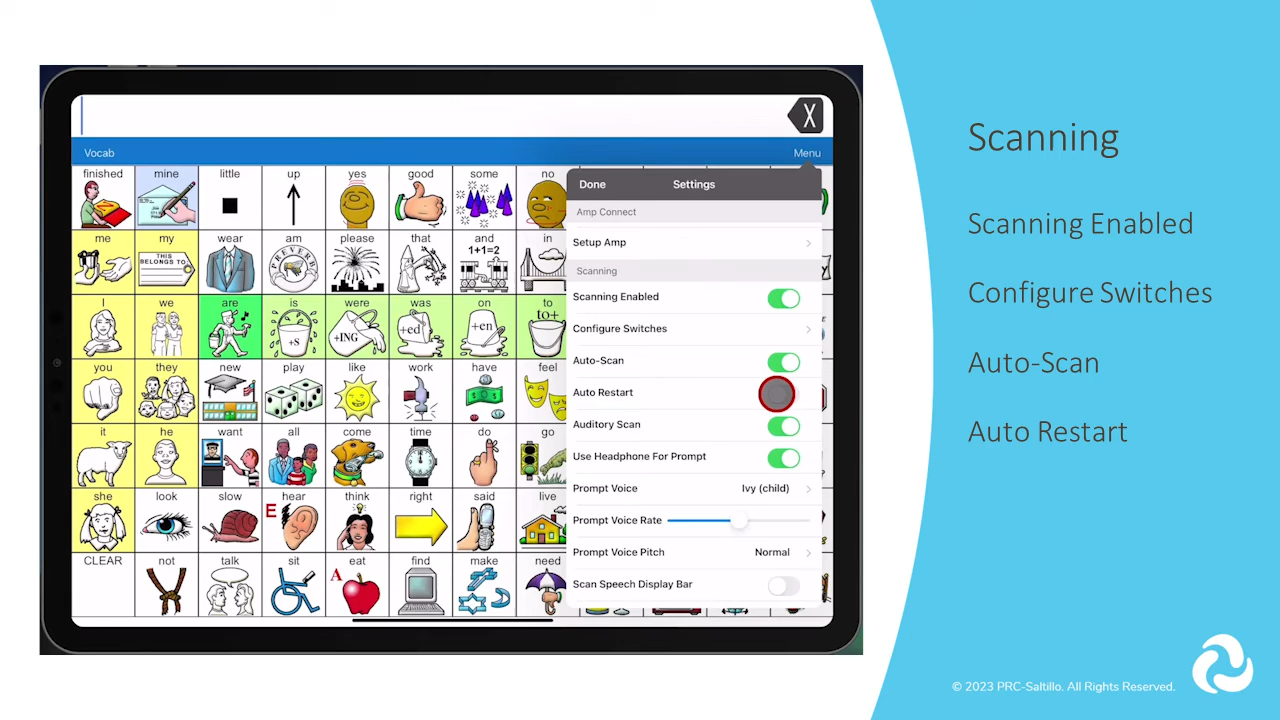 X
Vocab
Menu
finished mine little up yes good some no
me my wear am please that and in
THIS BELONGS TO
PRETEND
1+1=2
I we are is were was on to+
+S +ING +ed +en to+
you they new play like work have feel
it he want all come time do go
she look slow hear think right said live
E
CLEAR not talk sit eat find make need
A
Done Settings
Amp Connect
Setup Amp
Scanning
Scanning Enabled
Configure Switches
Auto-Scan
Auto Restart
Auditory Scan
Use Headphone For Prompt
Prompt Voice Ivy (child)
Prompt Voice Rate
Prompt Voice Pitch Normal
Scan Speech Display Bar
Scanning
Scanning Enabled
Configure Switches
Auto-Scan
Auto Restart
© 2023 PRC-Saltillo. All Rights Reserved.